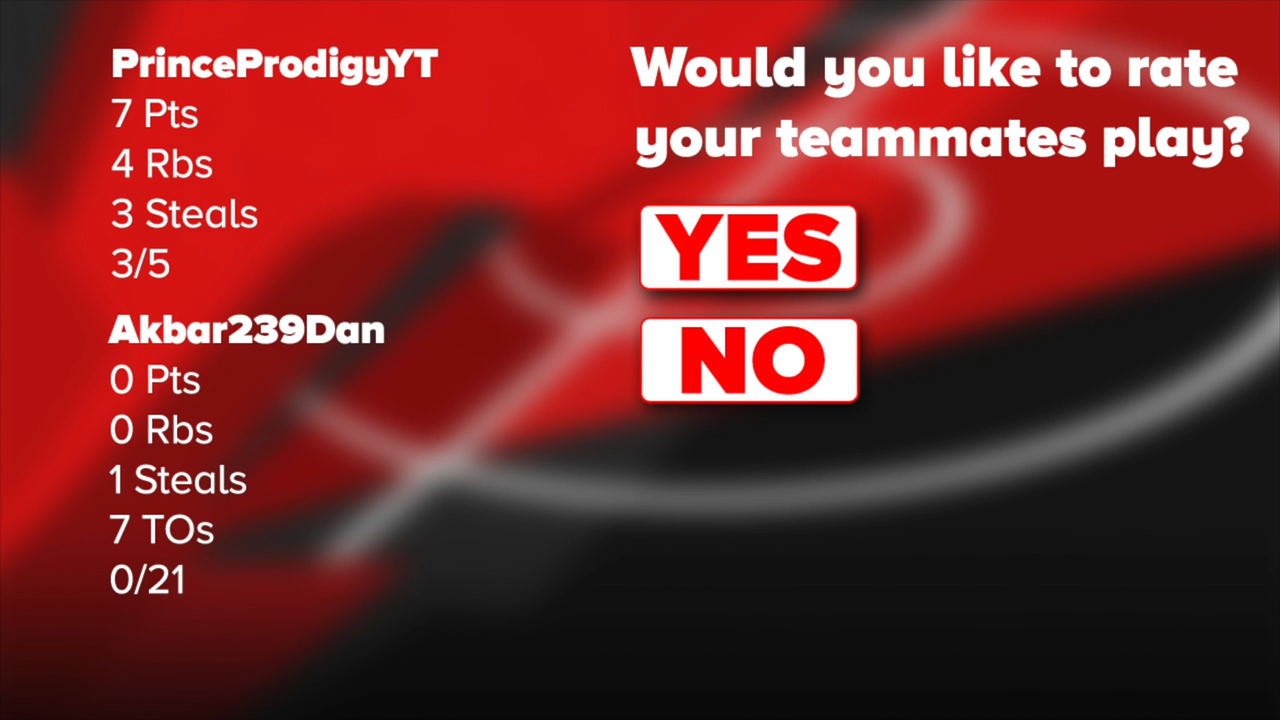 PrinceProdigyYT
7 Pts
4 Rbs
3 Steals
3/5
Akbar239Dan
0 Pts
0 Rbs
1 Steals
7 TOs
0/21
Would you like to rate
your teammates play?
YES
NO